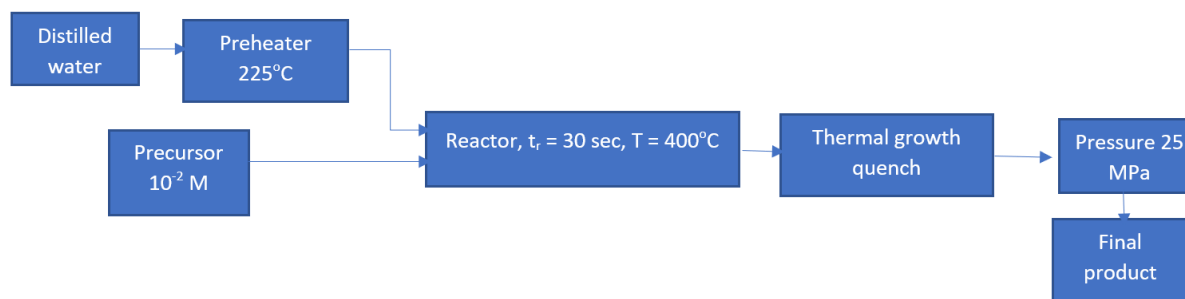 Distilled
water
Preheater
225°C
Precursor
10⁻² M
Reactor, tᵣ = 30 sec, T = 400°C
Thermal growth
quench
Pressure 25
MPa
Final
product